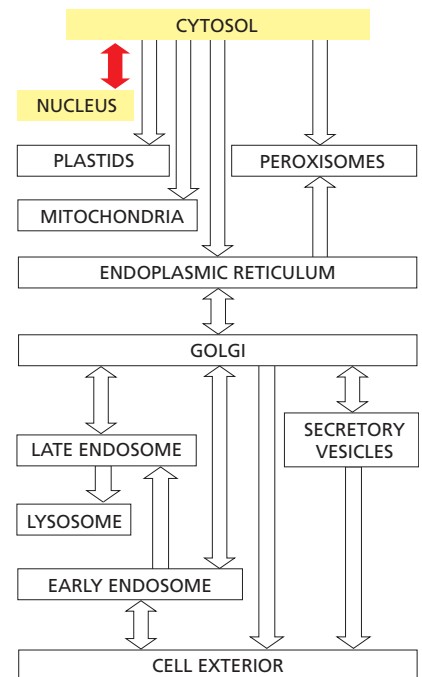 CYTOSOL
NUCLEUS
PLASTIDS
PEROXISOMES
MITOCHONDRIA
ENDOPLASMIC RETICULUM
GOLGI
LATE ENDOSOME
SECRETORY
VESICLES
LYSOSOME
EARLY ENDOSOME
CELL EXTERIOR